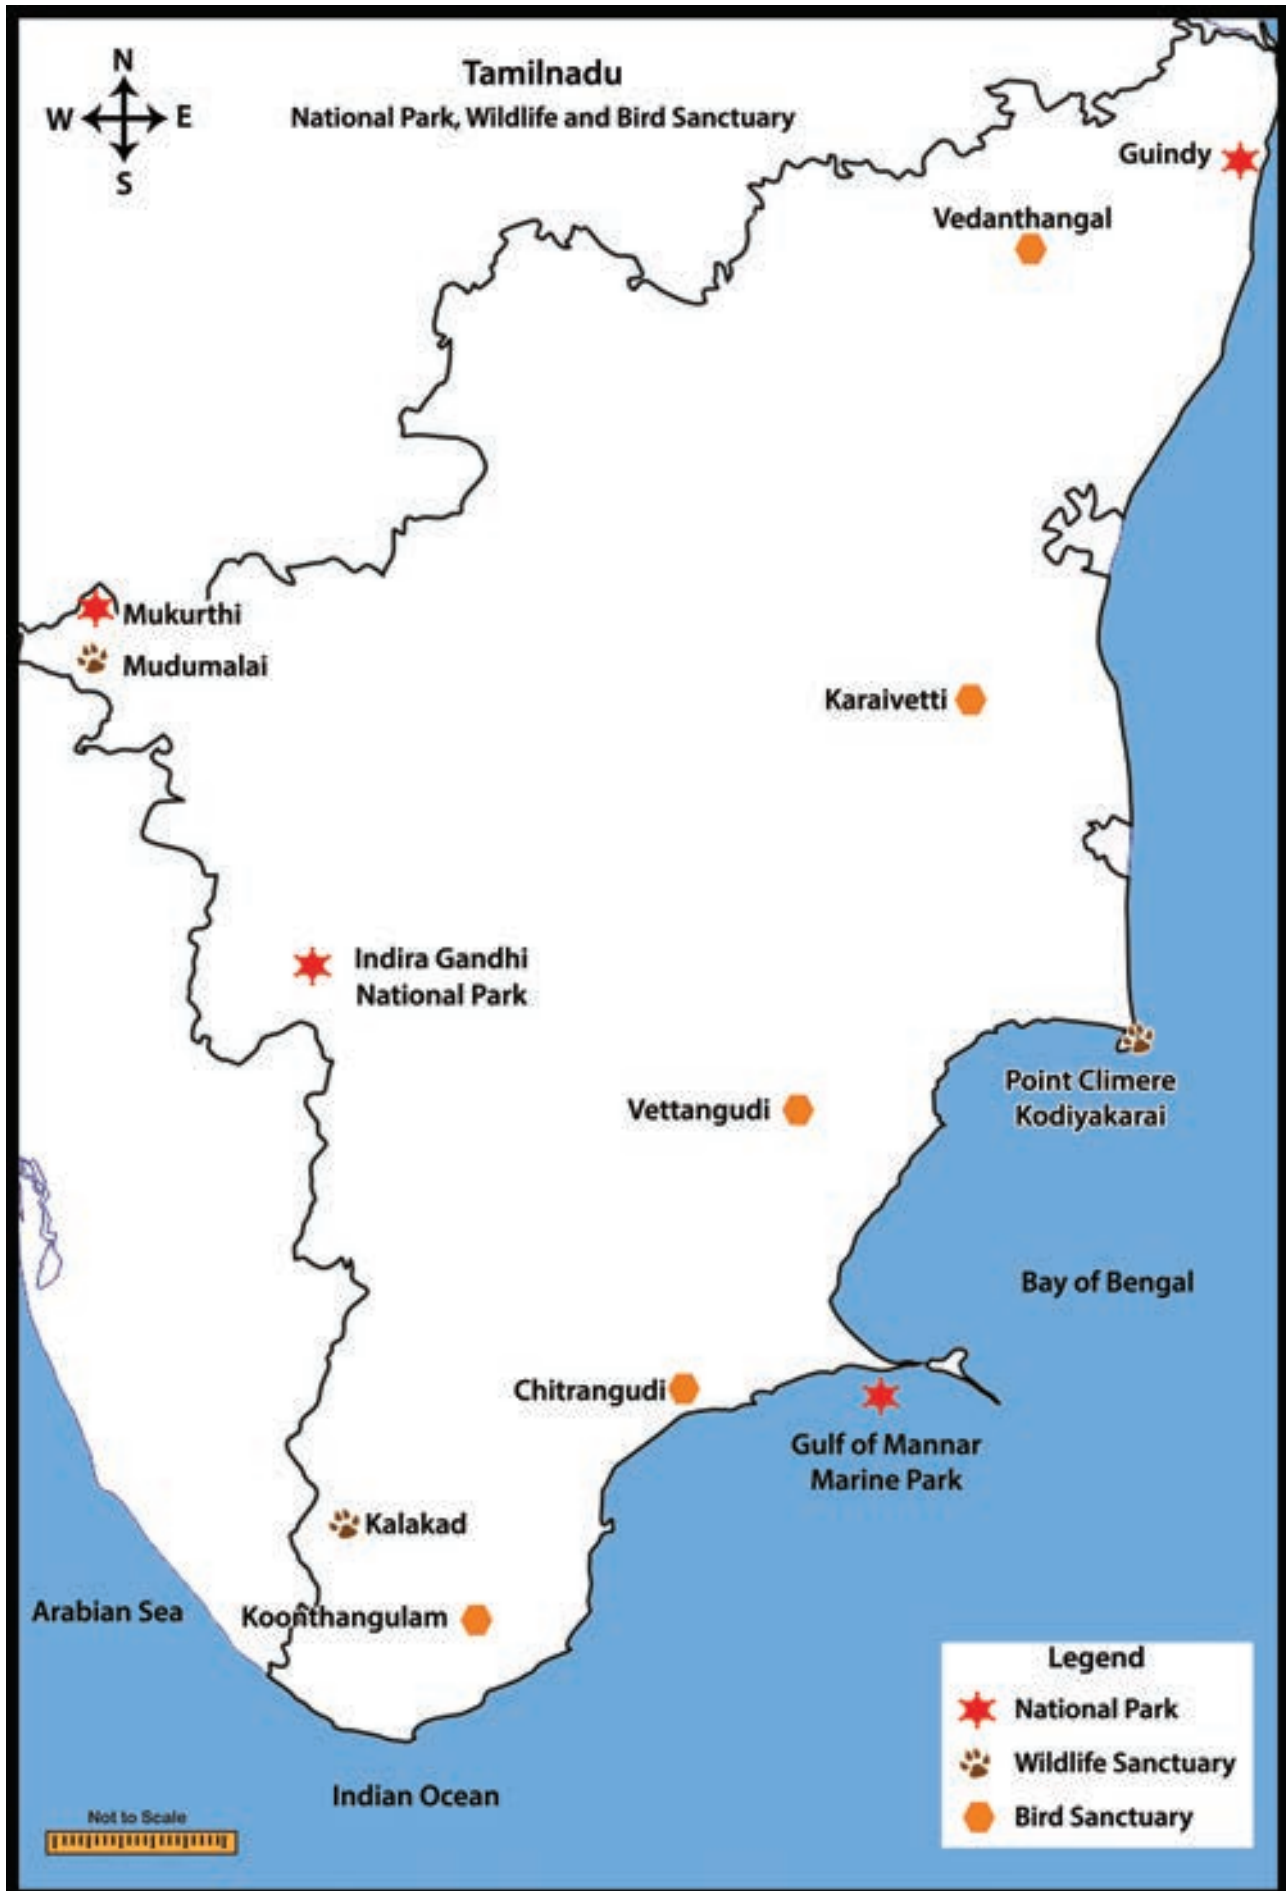 N
W E
S
Tamilnadu
National Park, Wildlife and Bird Sanctuary
Guindy
Vedanthangal
Mukurthi
Mudumalai
Karaivetti
Indira Gandhi
National Park
Point Climere
Kodiyakarai
Vettangudi
Bay of Bengal
Chitrangudi
Gulf of Mannar
Marine Park
Kalakad
Arabian Sea
Koonthangulam
Legend
National Park
Wildlife Sanctuary
Bird Sanctuary
Indian Ocean
Not to Scale